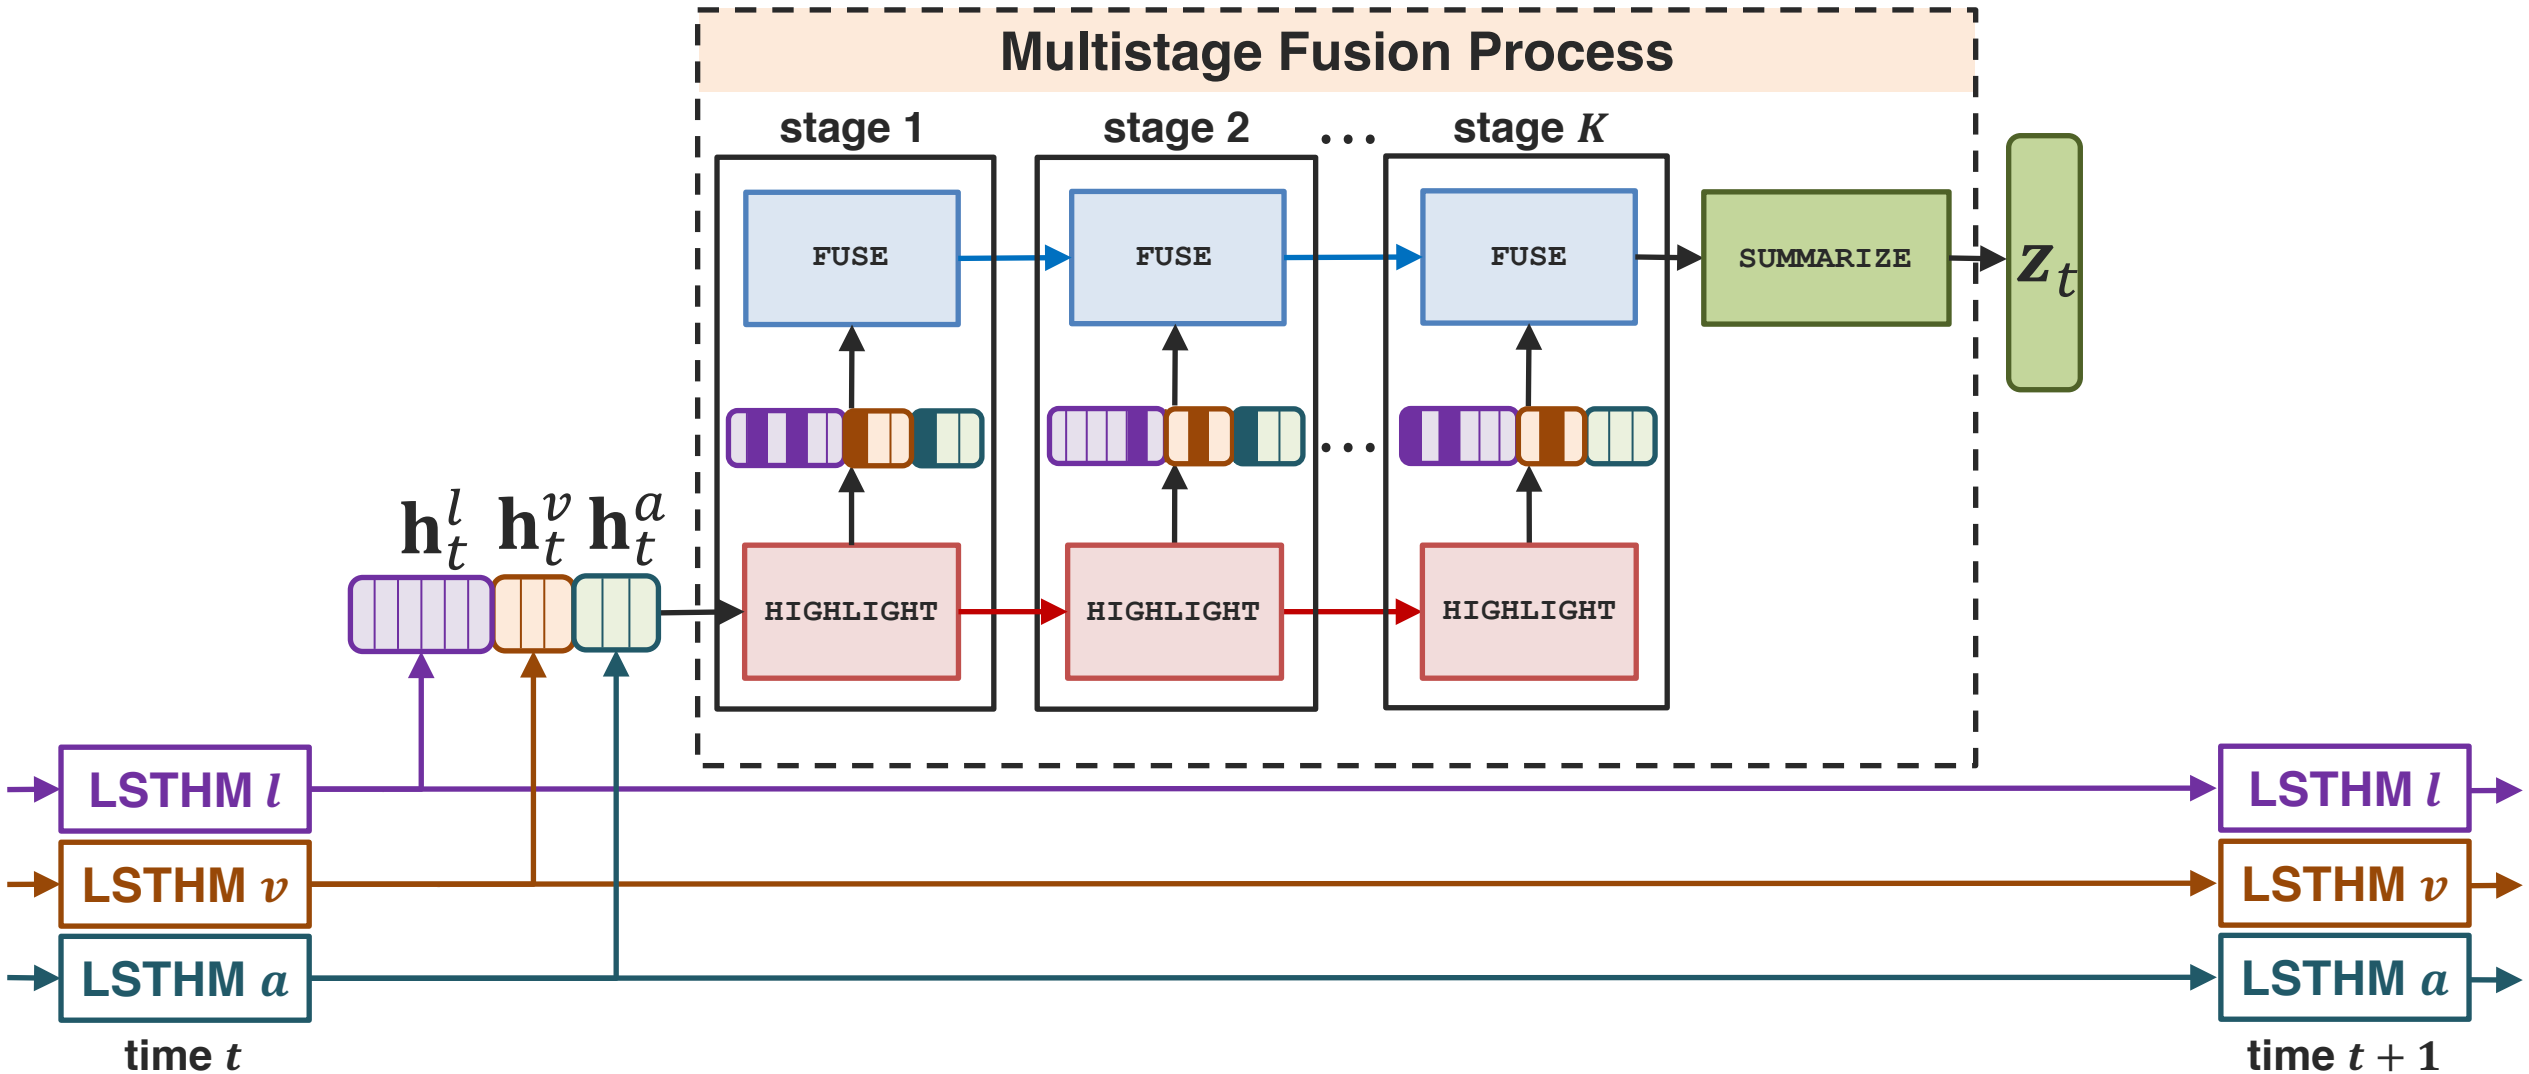 Multistage Fusion Process
stage 1 stage 2 ... stage K
FUSE FUSE FUSE SUMMARIZE
z_t
...
h_t^l h_t^v h_t^a
HIGHLIGHT HIGHLIGHT HIGHLIGHT
LSTHM l LSTHM l
LSTHM v LSTHM v
LSTHM a LSTHM a
time t time t + 1